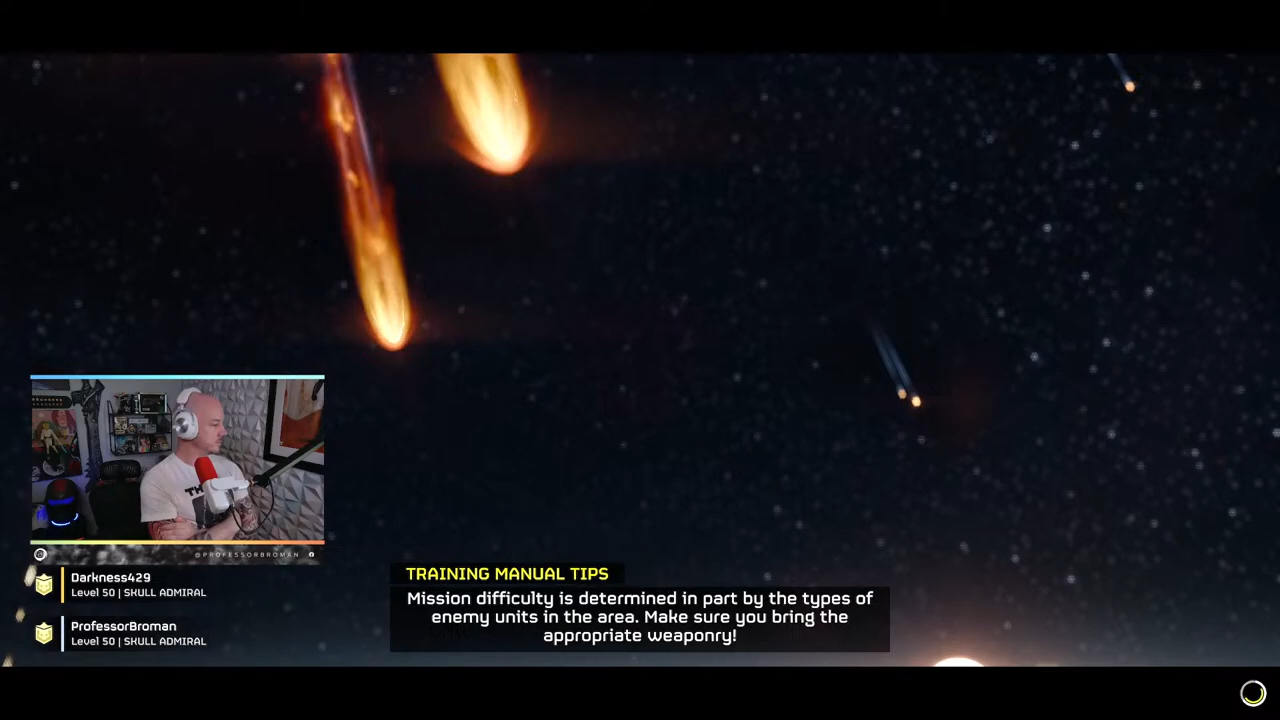 TH
@PROFESSORBROMAN
Darkness429
Level 50 | SKULL ADMIRAL
ProfessorBroman
Level 50 | SKULL ADMIRAL
TRAINING MANUAL TIPS
Mission difficulty is determined in part by the types of
enemy units in the area. Make sure you bring the
appropriate weaponry!